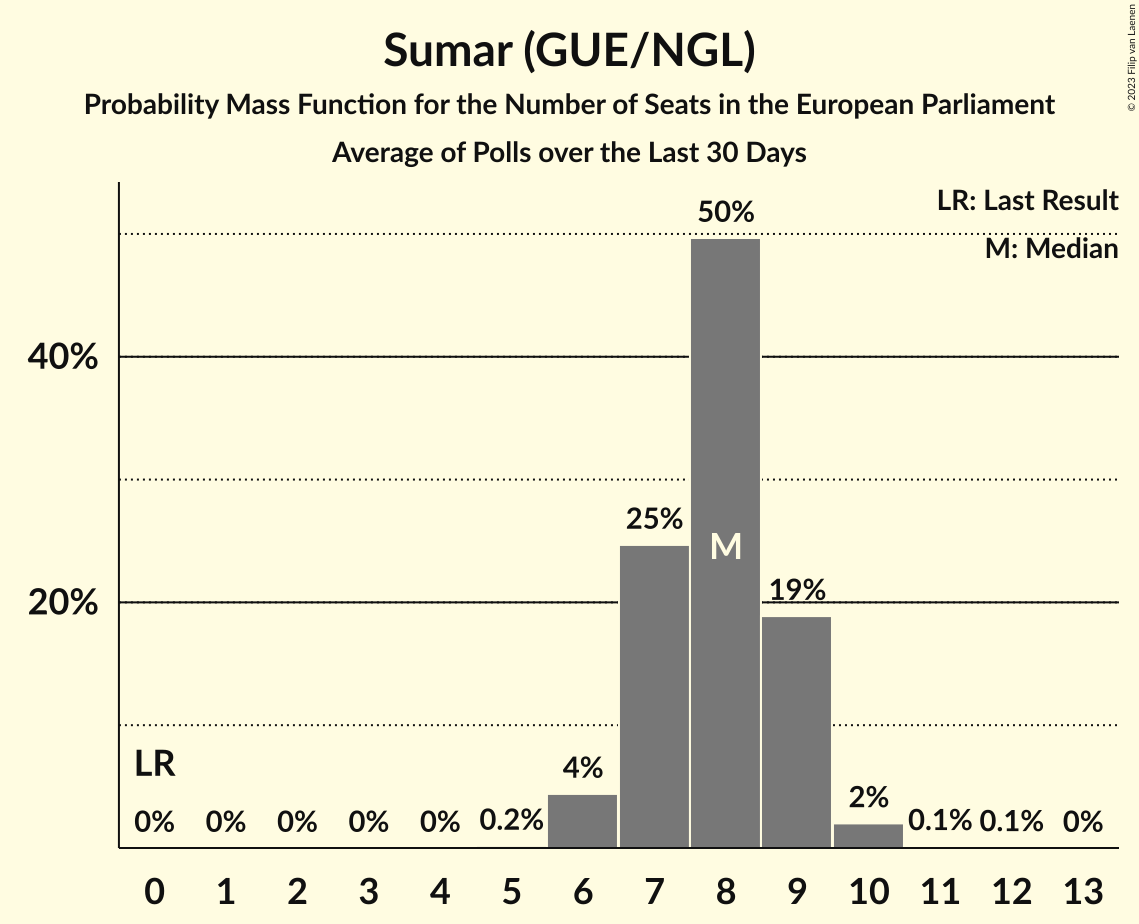 Sumar (GUE/NGL)
Probability Mass Function for the Number of Seats in the European Parliament
Average of Polls over the Last 30 Days
© 2023 Filip van Laenen
LR: Last Result
M: Median
50%
40%
25%
M
20%
19%
LR
4%
2%
0% 0% 0% 0% 0% 0.2% 0.1% 0.1% 0%
0 1 2 3 4 5 6 7 8 9 10 11 12 13